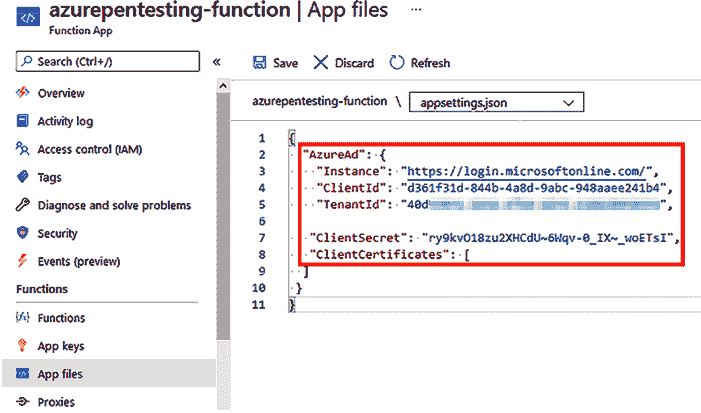 azurepentesting-function | App files ...
Function App
Search (Ctrl+/) «
Overview
Activity log
Access control (IAM)
Tags
Diagnose and solve problems
Security
Events (preview)
Functions
Functions
App keys
App files
Proxies
Save Discard Refresh
azurepentesting-function \ appsettings.json
1 {
2 "AzureAd": {
3 "Instance": "https://login.microsoftonline.com/",
4 "ClientId": "d361f31d-844b-4a8d-9abc-948aaee241b4",
5 "TenantId": "40d ",
6
7 "ClientSecret": "ry9kvO18zu2XHCdU~6Wqv-0_IX~_woETsI",
8 "ClientCertificates": [
9 ]
10 }
11 }